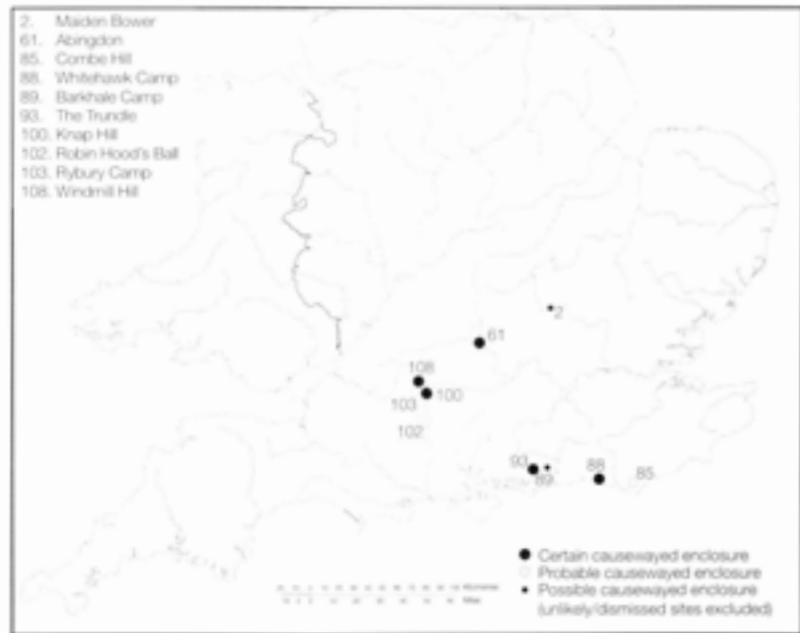 2. Maiden Bower
61. Abingdon
85. Combe Hill
88. Whitehawk Camp
89. Barkhale Camp
93. The Trundle
100. Knap Hill
102. Robin Hood's Ball
103. Rybury Camp
108. Windmill Hill
2
61
108
103
100
102
93
89
88
85
Certain causewayed enclosure
Probable causewayed enclosure
Possible causewayed enclosure
(unlikely/dismissed sites excluded)
Kilometres
Miles